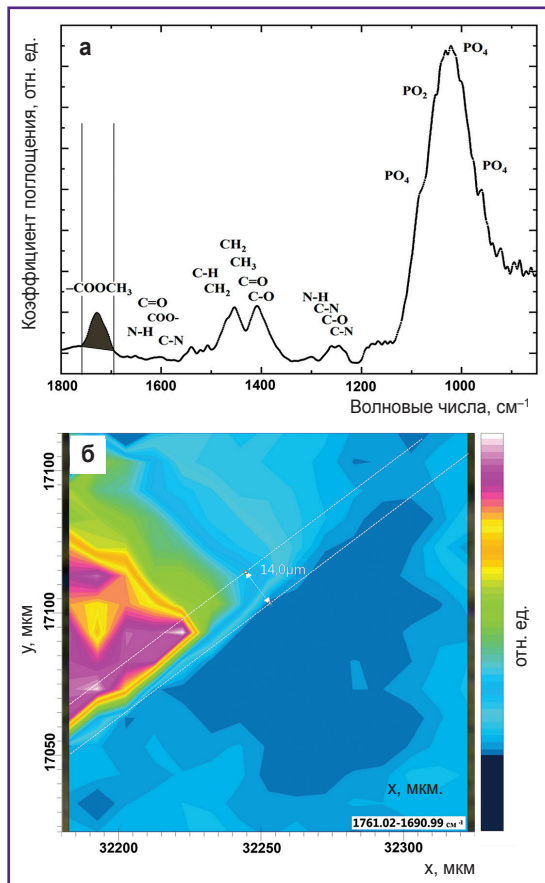 а
Коэффициент поглощения, отн. ед.
PO4
PO2
PO4
PO4
–COOCH3
C=O
COO-
N-H
C-N
C-H
CH2
CH2
CH3
C=O
C-O
N-H
C-N
C-O
C-N
1800
1600
1400
1200
1000
Волновые числа, см–1
б
17100
17100
17050
y, мкм
14,0µm
отн. ед.
x, мкм.
1761.02-1690.99 см-1
32200
32250
32300
x, мкм